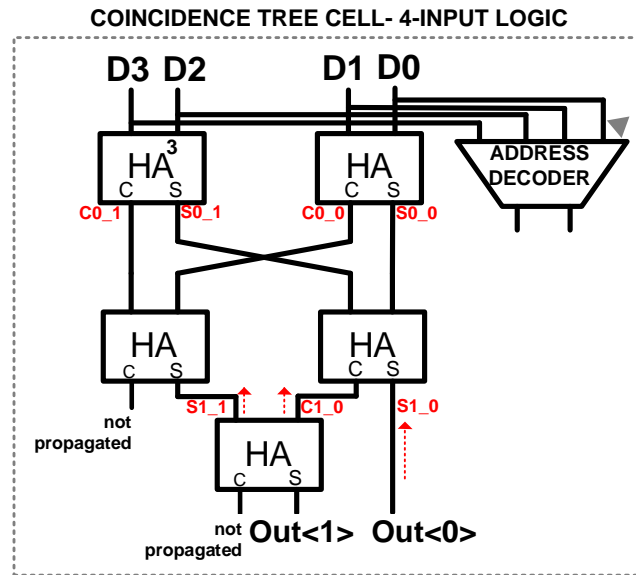 COINCIDENCE TREE CELL- 4-INPUT LOGIC
D3 D2 D1 D0
3
HA HA
C S C S
ADDRESS
DECODER
C0_1 S0_1 C0_0 S0_0
HA HA
C S C S
S1_1 C1_0 S1_0
not
propagated
HA
C S
not
propagated
Out<1> Out<0>